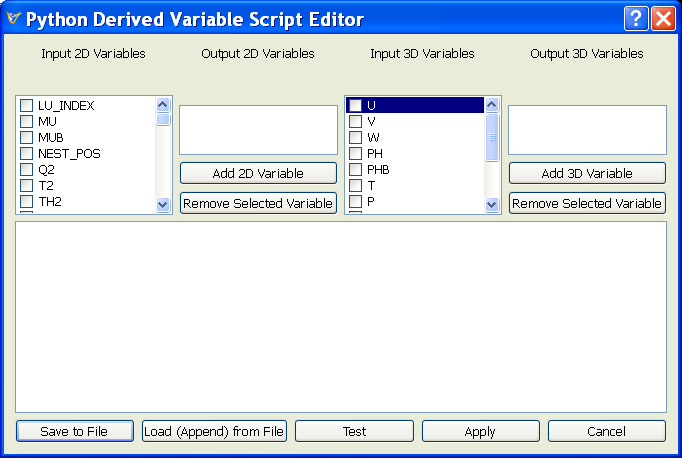 Python Derived Variable Script Editor
Input 2D Variables
Output 2D Variables
Input 3D Variables
Output 3D Variables
LU_INDEX
MU
MUB
NEST_POS
Q2
T2
TH2
Add 2D Variable
Remove Selected Variable
U
V
W
PH
PHB
T
P
Add 3D Variable
Remove Selected Variable
Save to File
Load (Append) from File
Test
Apply
Cancel